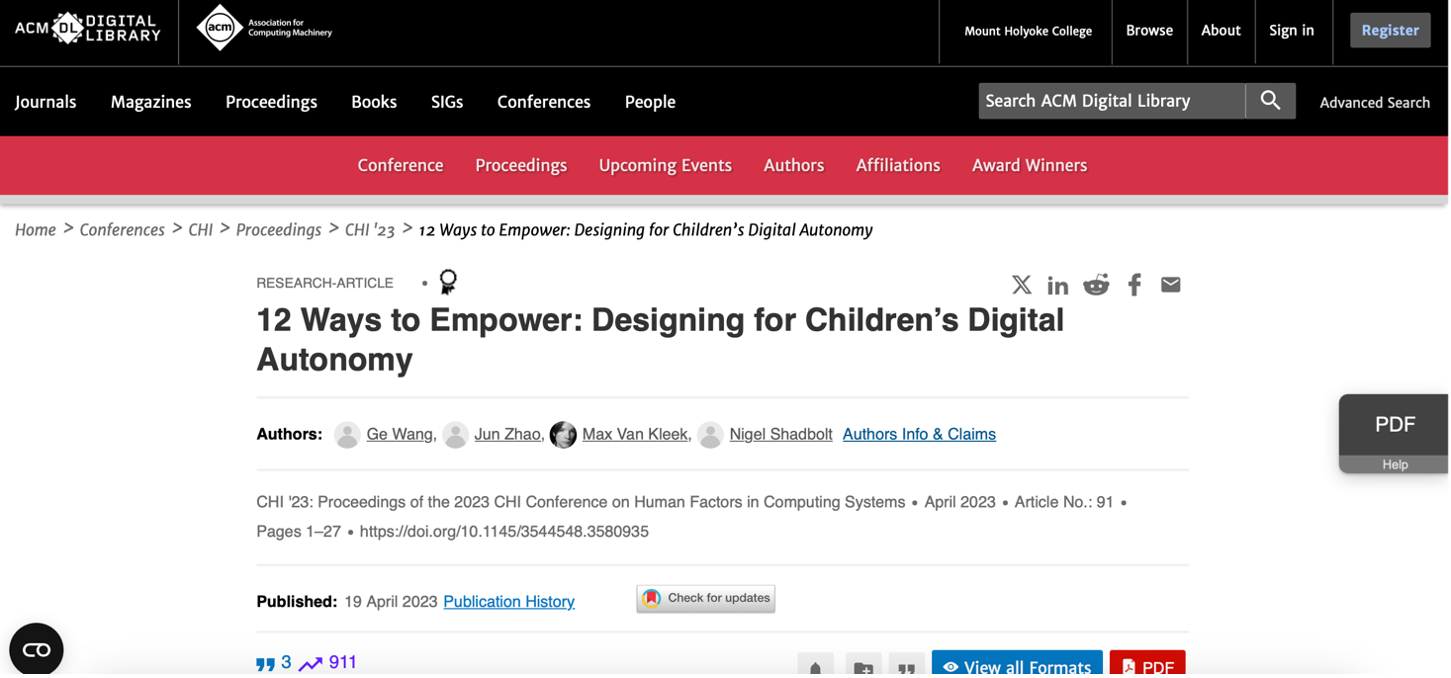 ACM DL DIGITAL LIBRARY
acm Association for Computing Machinery
Mount Holyoke College
Browse
About
Sign in
Register
Journals
Magazines
Proceedings
Books
SIGs
Conferences
People
Search ACM Digital Library
Advanced Search
Conference
Proceedings
Upcoming Events
Authors
Affiliations
Award Winners
Home > Conferences > CHI > Proceedings > CHI '23 > 12 Ways to Empower: Designing for Children's Digital Autonomy
RESEARCH-ARTICLE •
12 Ways to Empower: Designing for Children's Digital
Autonomy
Authors: Ge Wang, Jun Zhao, Max Van Kleek, Nigel Shadbolt Authors Info & Claims
PDF
Help
CHI '23: Proceedings of the 2023 CHI Conference on Human Factors in Computing Systems • April 2023 • Article No.: 91 •
Pages 1–27 • https://doi.org/10.1145/3544548.3580935
Published: 19 April 2023 Publication History
Check for updates
3 911
View all Formats
PDF